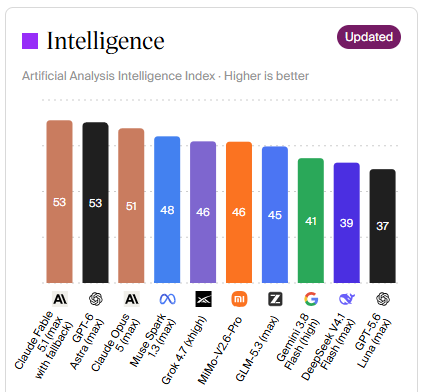 Intelligence
Updated
Artificial Analysis Intelligence Index · Higher is better
53
53
51
48
46
46
45
41
39
37
Claude Fable
5.1 (max
with fallback)
GPT-6
Astra (max)
Claude Opus
5 (max)
Muse Spark
1.3 (max)
Grok 4.7 (xhigh)
MiMo-V2.6-Pro
GLM-5.3 (max)
Gemini 3.8
Flash (high)
DeepSeek V4.1
Flash (max)
GPT-5.6
Luna (max)